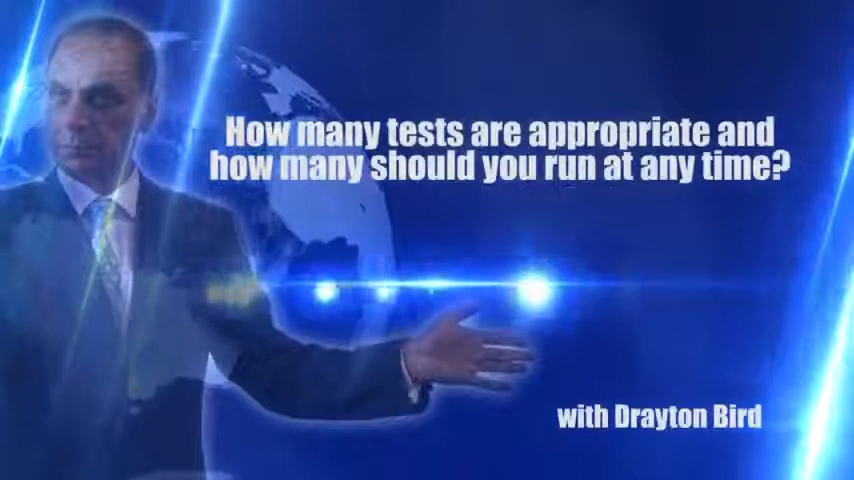 How many tests are appropriate and
how many should you run at any time?
with Drayton Bird